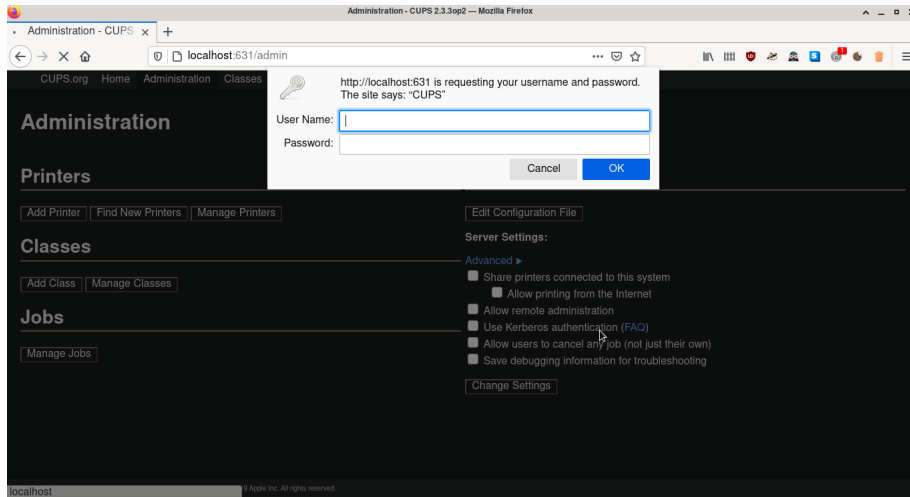 Administration - CUPS 2.3.3op2 — Mozilla Firefox
Administration - CUPS
localhost:631/admin
CUPS.org Home Administration Classes
http://localhost:631 is requesting your username and password.
The site says: “CUPS”
User Name:
Password:
Cancel OK
Administration
Printers
Add Printer Find New Printers Manage Printers
Classes
Add Class Manage Classes
Jobs
Manage Jobs
Edit Configuration File
Server Settings:
Advanced ▶
Share printers connected to this system
Allow printing from the Internet
Allow remote administration
Use Kerberos authentication (FAQ)
Allow users to cancel any job (not just their own)
Save debugging information for troubleshooting
Change Settings
localhost
9 Apple Inc. All rights reserved.